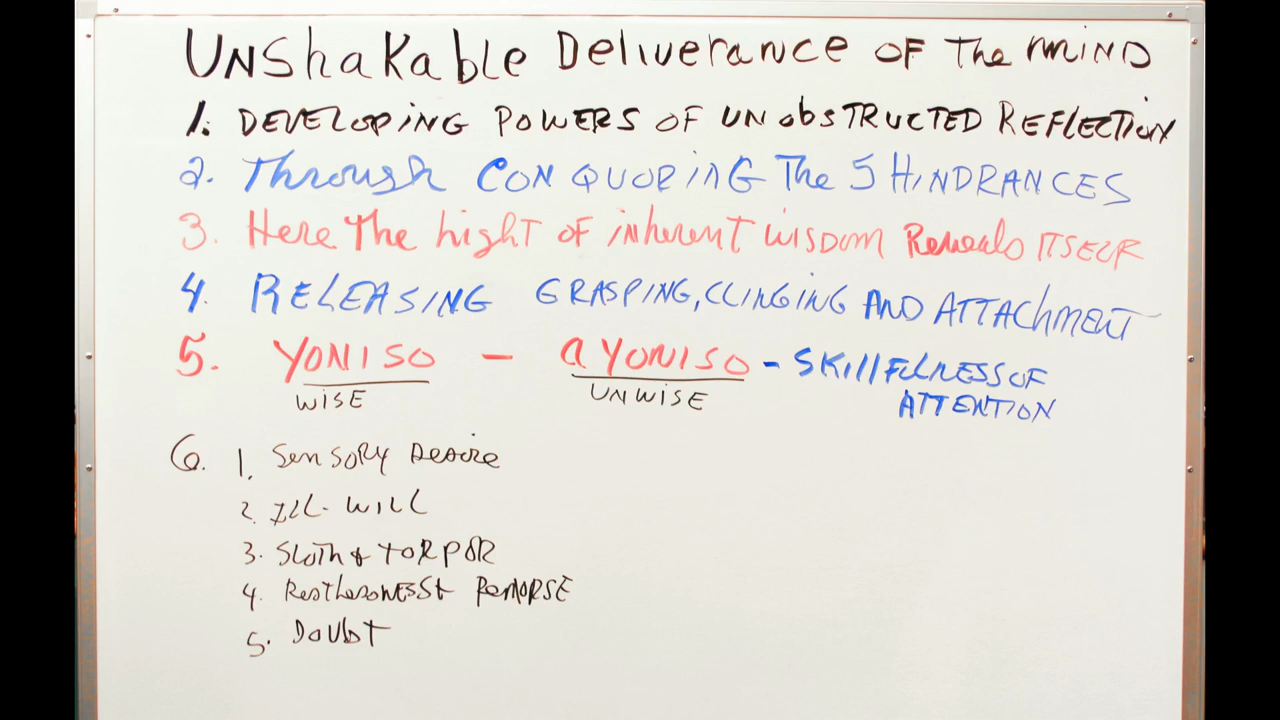 UNShaKable Deliverance OF The MIND
1. DEVELOPING POWERS OF UNObSTRUCTED REFLECTION
2. Through CONQUORING The 5 HINDRANCES
3. Here The light OF inherent WISDOM Reveals ITSELF
4. RELEASING GRASPING, CLINGING AND ATTAChMENT
5. YONISO - a YONISO - SKillFulNESS OF
WISE UNWISE ATTENTION
6. 1. Sensory Desire
2. Ill-Will
3. Sloth & TORPOR
4. Restlessness & ReMORSE
5. Doubt